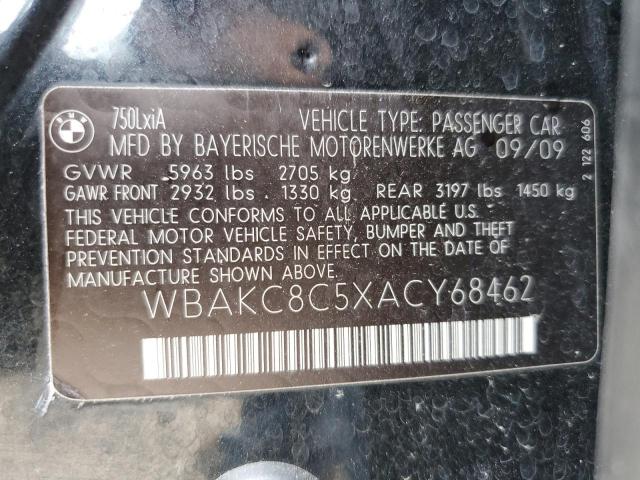 BMW
750LxiA VEHICLE TYPE: PASSENGER CAR
MFD BY BAYERISCHE MOTORENWERKE AG 09/09
GVWR 5963 lbs 2705 kg
GAWR FRONT 2932 lbs 1330 kg REAR 3197 lbs 1450 kg
THIS VEHICLE CONFORMS TO ALL APPLICABLE U.S.
FEDERAL MOTOR VEHICLE SAFETY, BUMPER AND THEFT
PREVENTION STANDARDS IN EFFECT ON THE DATE OF
MANUFACTURE SHOWN ABOVE.
WBAKC8C5XACY68462
2 122 606